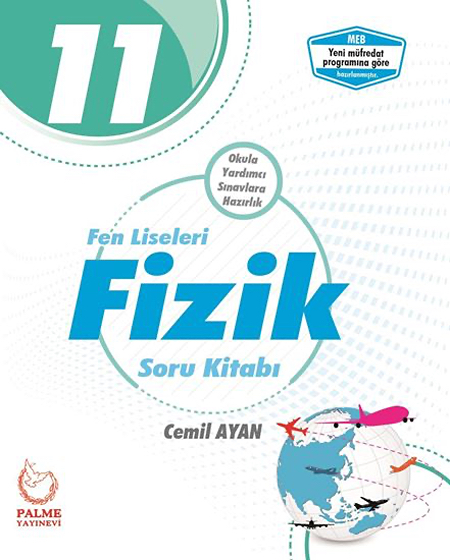 11
MEB
Yeni müfredat
programına göre
hazırlanmıştır.
Okula
Yardımcı
Sınavlara
Hazırlık
Fen Liseleri
Fizik
Soru Kitabı
Cemil AYAN
PALME
YAYINEVİ